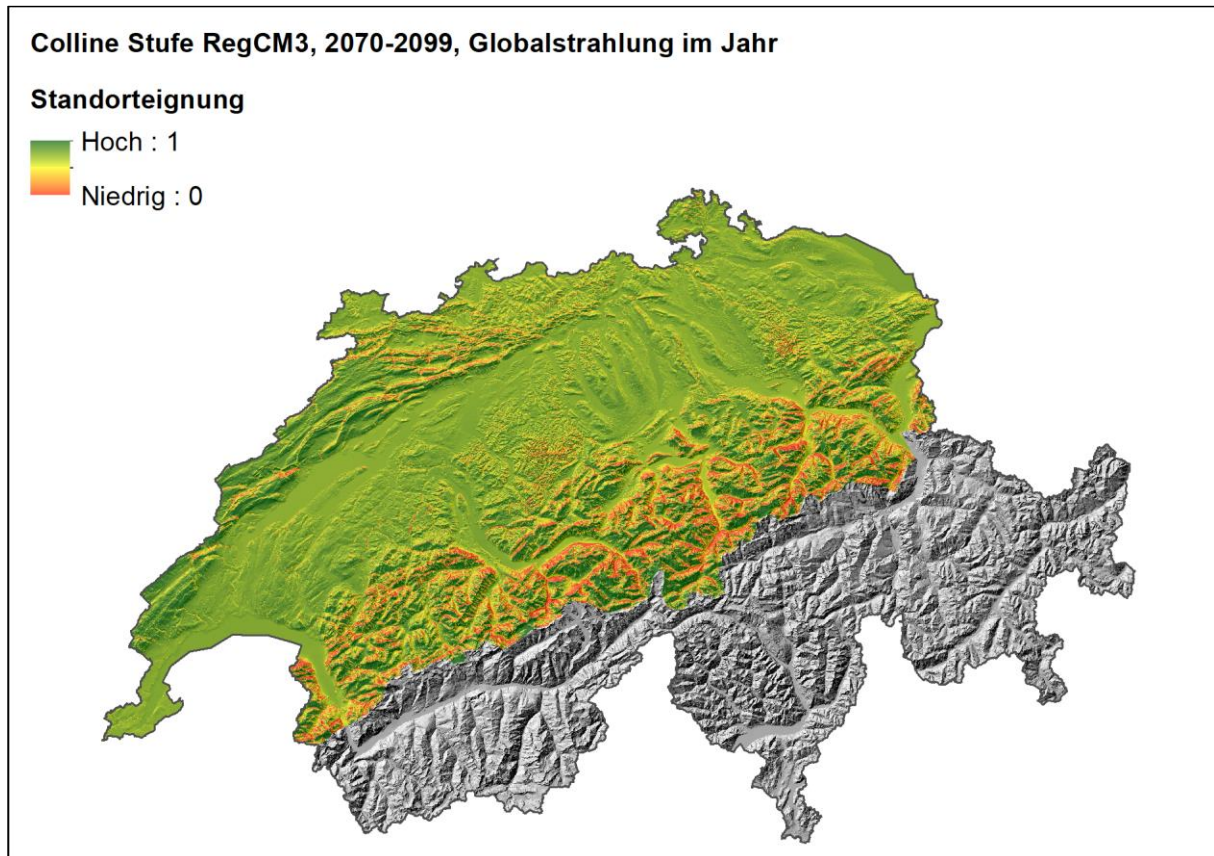 Colline Stufe RegCM3, 2070-2099, Globalstrahlung im Jahr
Standorteignung
Hoch : 1
Niedrig : 0